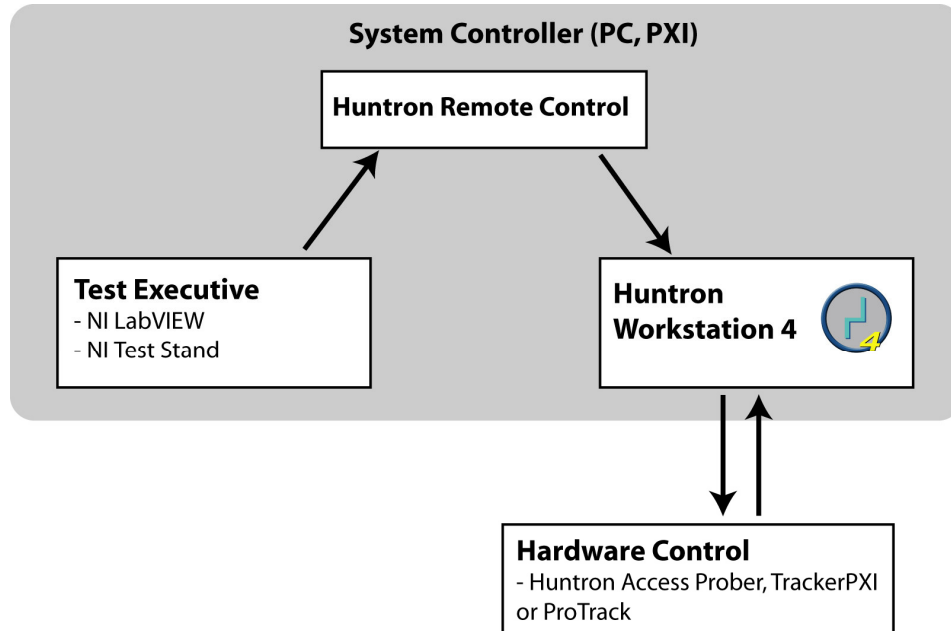 System Controller (PC, PXI)
Huntron Remote Control
Test Executive
- NI LabVIEW
- NI Test Stand
Huntron
Workstation 4
4
Hardware Control
- Huntron Access Prober, TrackerPXI
or ProTrack